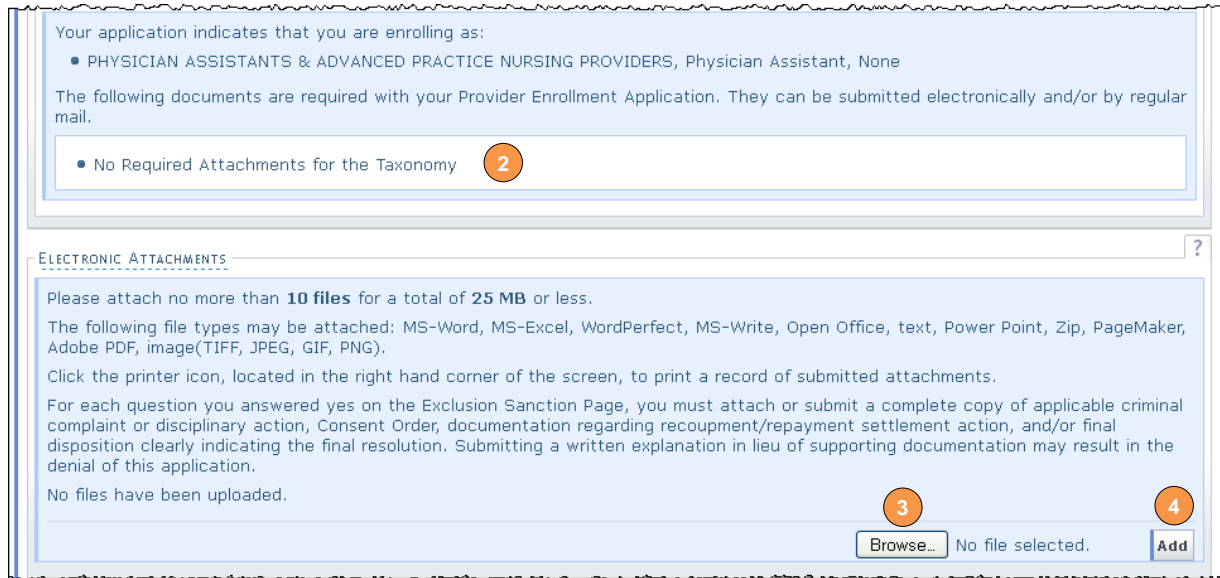 Your application indicates that you are enrolling as:
• PHYSICIAN ASSISTANTS & ADVANCED PRACTICE NURSING PROVIDERS, Physician Assistant, None
The following documents are required with your Provider Enrollment Application. They can be submitted electronically and/or by regular
mail.
• No Required Attachments for the Taxonomy 2
?
ELECTRONIC ATTACHMENTS
Please attach no more than 10 files for a total of 25 MB or less.
The following file types may be attached: MS-Word, MS-Excel, WordPerfect, MS-Write, Open Office, text, Power Point, Zip, PageMaker,
Adobe PDF, image(TIFF, JPEG, GIF, PNG).
Click the printer icon, located in the right hand corner of the screen, to print a record of submitted attachments.
For each question you answered yes on the Exclusion Sanction Page, you must attach or submit a complete copy of applicable criminal
complaint or disciplinary action, Consent Order, documentation regarding recoupment/repayment settlement action, and/or final
disposition clearly indicating the final resolution. Submitting a written explanation in lieu of supporting documentation may result in the
denial of this application.
No files have been uploaded.
3 4
Browse... No file selected. Add